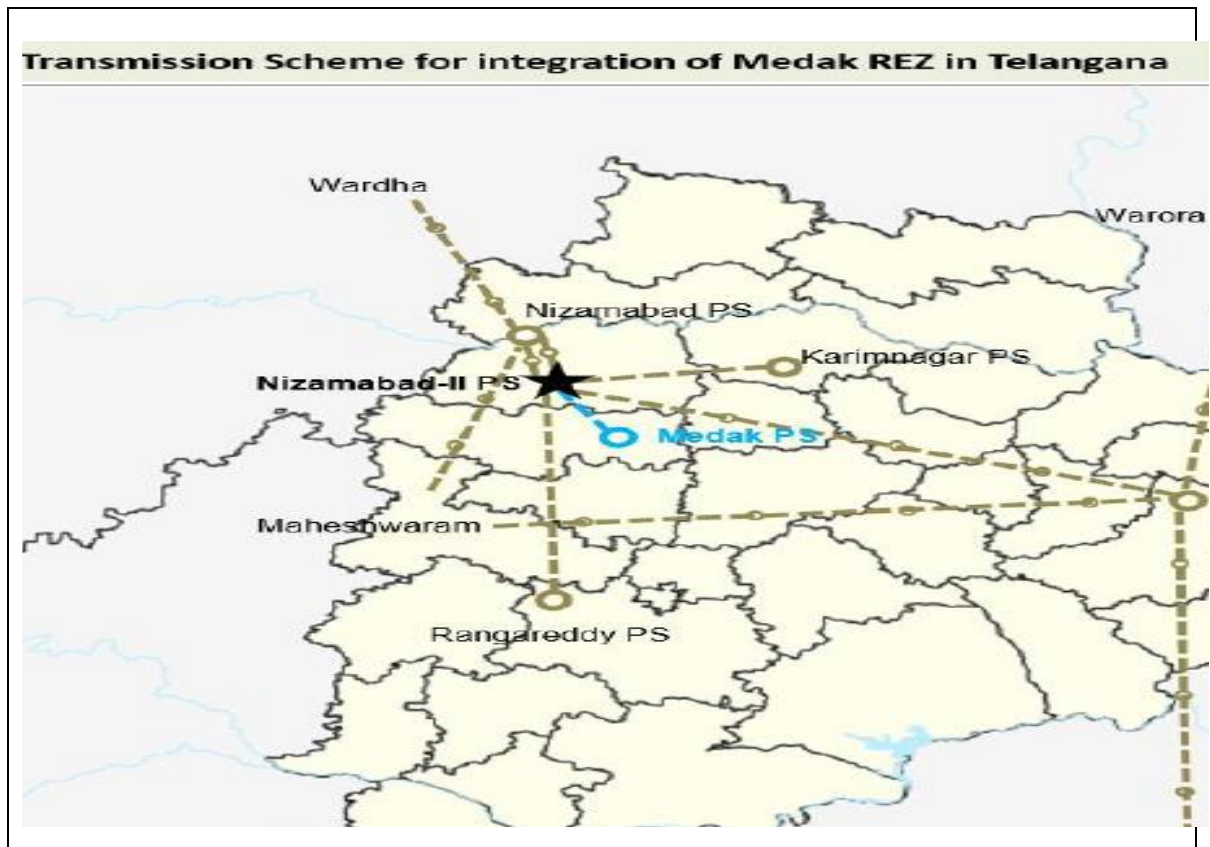 Transmission Scheme for integration of Medak REZ in Telangana
Wardha
Warora
Nizamabad PS
Karimnagar PS
Nizamabad-II PS
Medak PS
Maheshwaram
Rangareddy PS